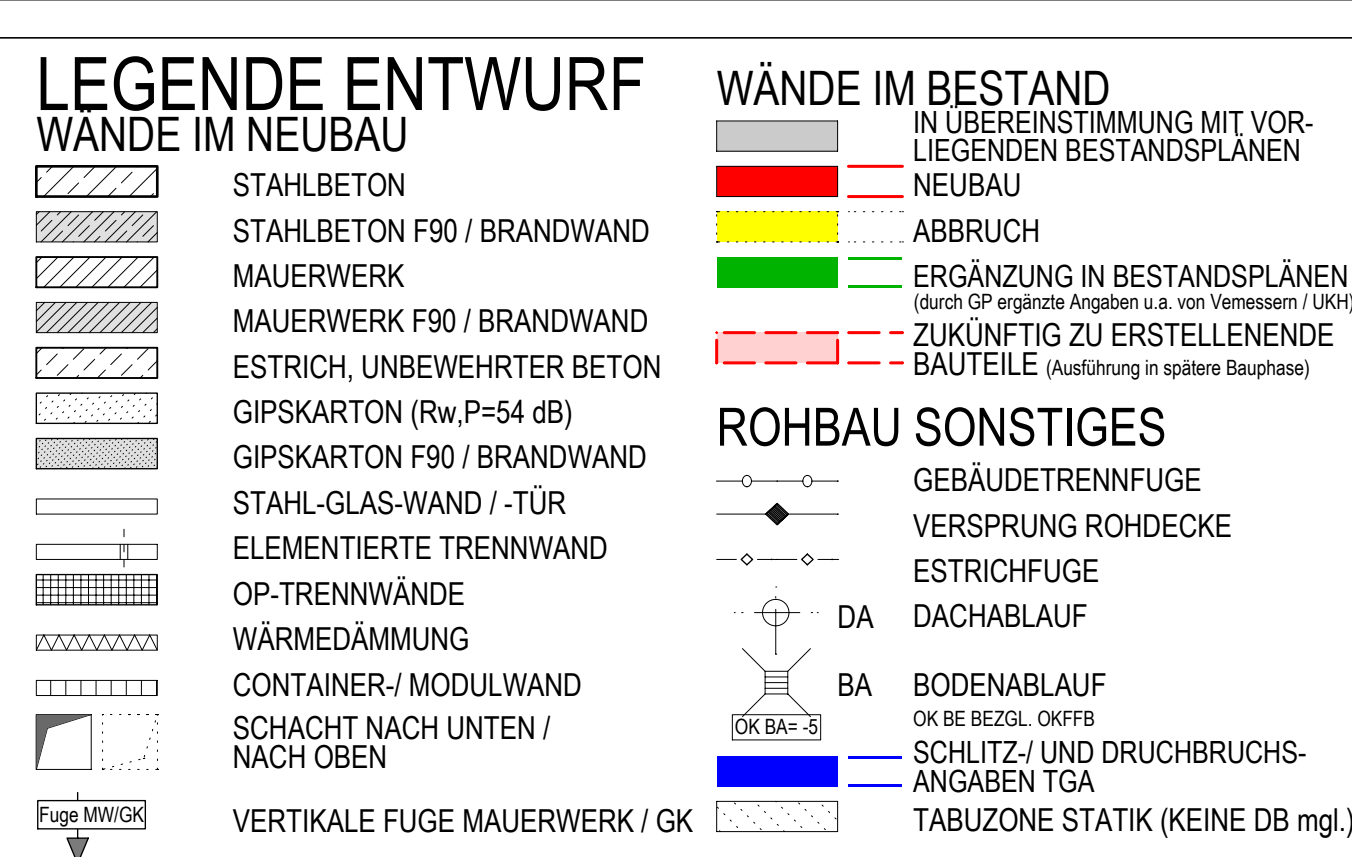 LEGENDE ENTWURF
WÄNDE IM NEUBAU
STAHLBETON
STAHLBETON F90 / BRANDWAND
MAUERWERK
MAUERWERK F90 / BRANDWAND
ESTRICH, UNBEWEHRTER BETON
GIPSKARTON (Rw,P=54 dB)
GIPSKARTON F90 / BRANDWAND
STAHL-GLAS-WAND / -TÜR
ELEMENTIERTE TRENNWAND
OP-TRENNWÄNDE
WÄRMEDÄMMUNG
CONTAINER-/ MODULWAND
SCHACHT NACH UNTEN /
NACH OBEN
Fuge MW/GK
VERTIKALE FUGE MAUERWERK / GK
WÄNDE IM BESTAND
IN ÜBEREINSTIMMUNG MIT VOR-
LIEGENDEN BESTANDSPLÄNEN
NEUBAU
ABBRUCH
ERGÄNZUNG IN BESTANDSPLÄNEN
(durch GP ergänzte Angaben u.a. von Vemessern / UKH)
ZUKÜNFTIG ZU ERSTELLENENDE
BAUTEILE (Ausführung in spätere Bauphase)
ROHBAU SONSTIGES
GEBÄUDETRENNFUGE
VERSPRUNG ROHDECKE
ESTRICHFUGE
DA DACHABLAUF
BA BODENABLAUF
OK BE BEZGL. OKFFB
OK BA= -5
SCHLITZ-/ UND DRUCHBRUCHS-
ANGABEN TGA
TABUZONE STATIK (KEINE DB mgl.)